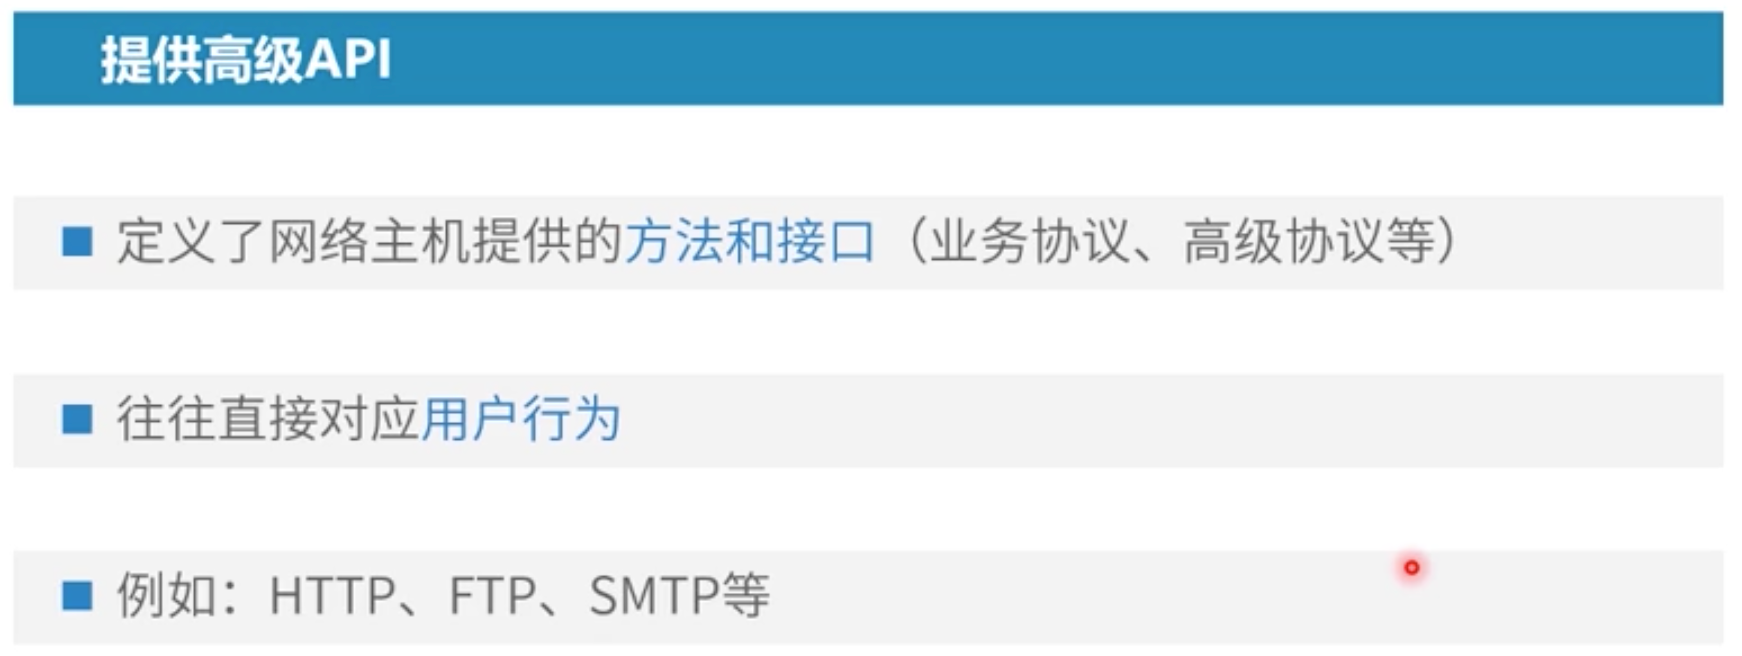 提供高级API
定义了网络主机提供的方法和接口（业务协议、高级协议等）
往往直接对应用户行为
例如：HTTP、FTP、SMTP等